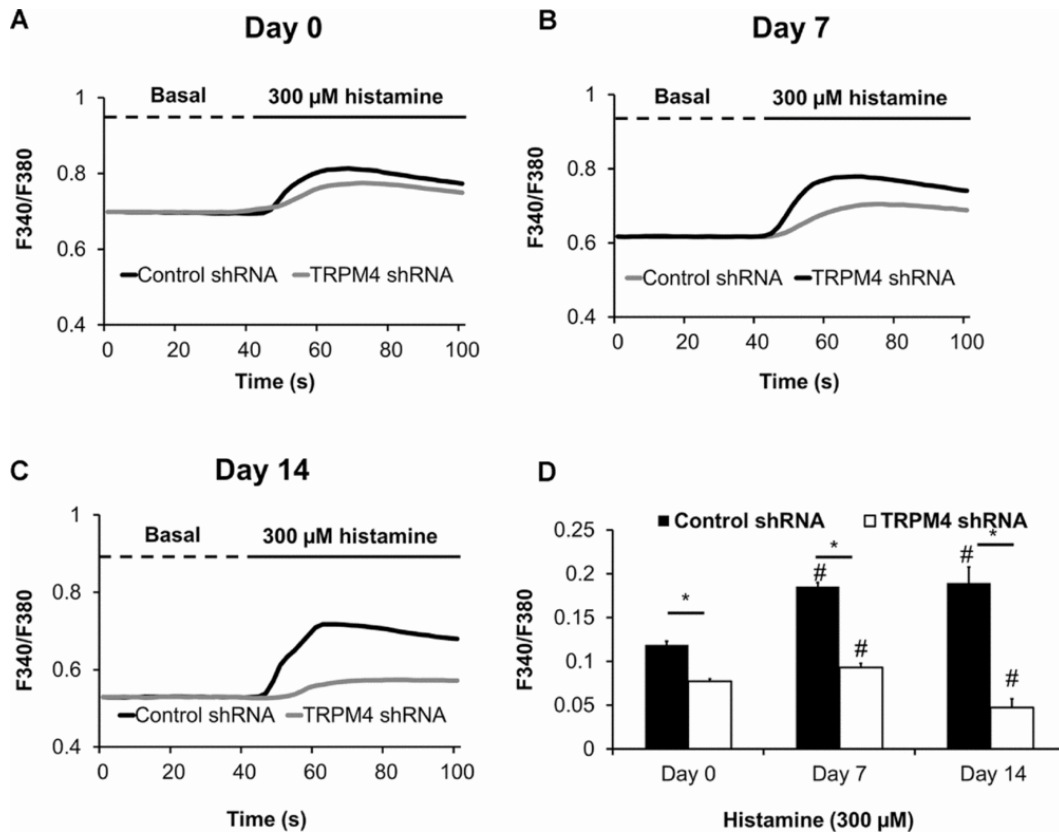 A
Day 0
Basal
300 µM histamine
1
0.8
0.6
0.4
F340/F380
Control shRNA
TRPM4 shRNA
0 20 40 60 80 100
Time (s)
B
Day 7
Basal
300 µM histamine
1
0.8
0.6
0.4
F340/F380
Control shRNA
TRPM4 shRNA
0 20 40 60 80 100
Time (s)
C
Day 14
Basal
300 µM histamine
1
0.8
0.6
0.4
F340/F380
Control shRNA
TRPM4 shRNA
0 20 40 60 80 100
Time (s)
D
Control shRNA
TRPM4 shRNA
0.25
0.2
0.15
0.1
0.05
0
F340/F380
*
* # #
# * #
Day 0 Day 7 Day 14
Histamine (300 µM)